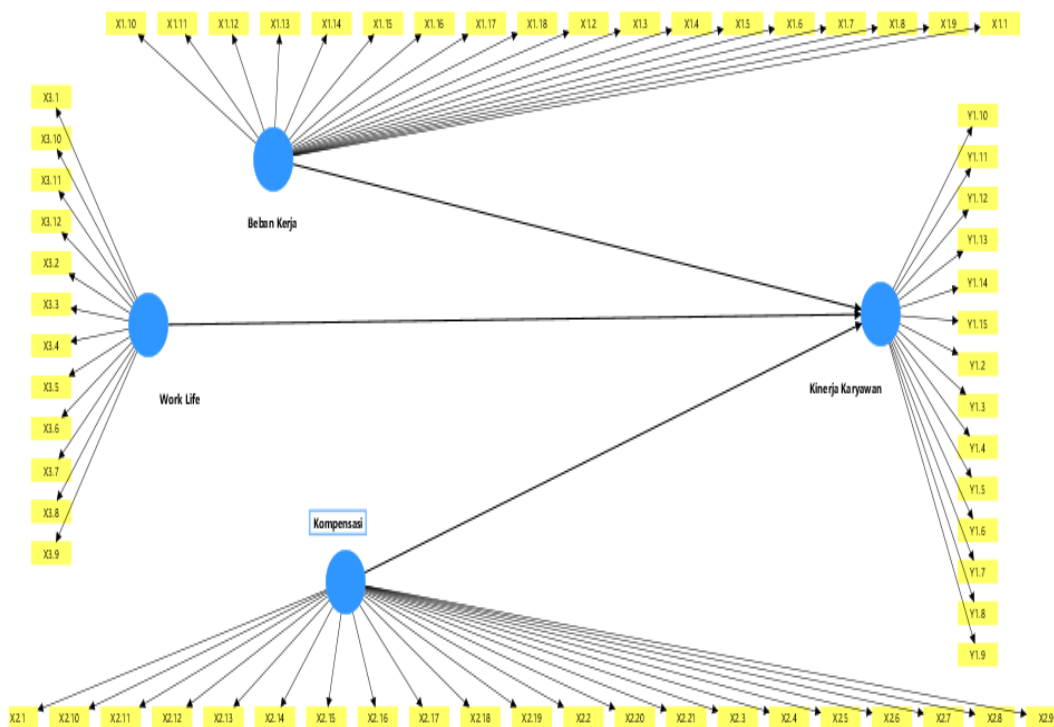 X1.10 X1.11 X1.12 X1.13 X1.14 X1.15 X1.16 X1.17 X1.18 X1.2 X1.3 X1.4 X1.5 X1.6 X1.7 X1.8 X1.9 X1.1
X3.1
X3.10
X3.11
X3.12
X3.2
X3.3
X3.4
X3.5
X3.6
X3.7
X3.8
X3.9
Beban Kerja
Work Life
Kompensasi
Kinerja Karyawan
Y1.10
Y1.11
Y1.12
Y1.13
Y1.14
Y1.15
Y1.2
Y1.3
Y1.4
Y1.5
Y1.6
Y1.7
Y1.8
Y1.9
X2.1 X2.10 X2.11 X2.12 X2.13 X2.14 X2.15 X2.16 X2.17 X2.18 X2.19 X2.2 X2.20 X2.21 X2.3 X2.4 X2.5 X2.6 X2.7 X2.8 X2.9